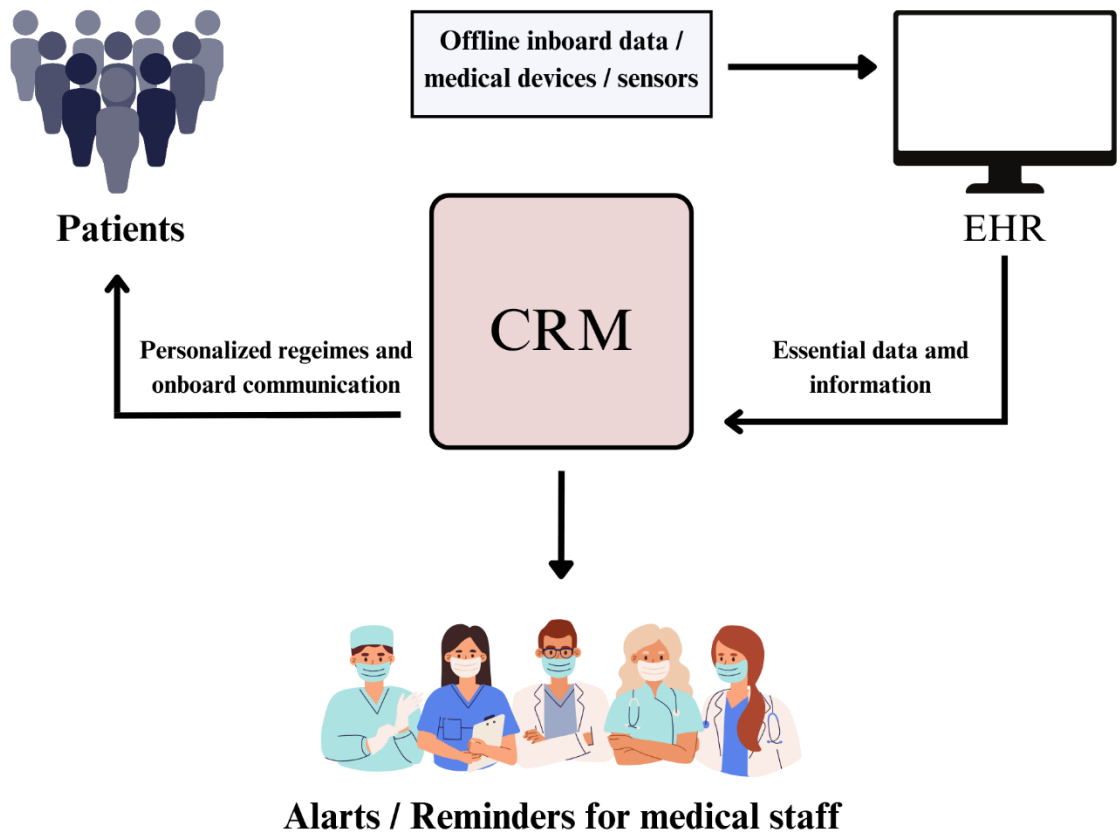 Offline inboard data /
medical devices / sensors
Patients
EHR
CRM
Personalized regeimes and
onboard communication
Essential data amd
information
Alarts / Reminders for medical staff